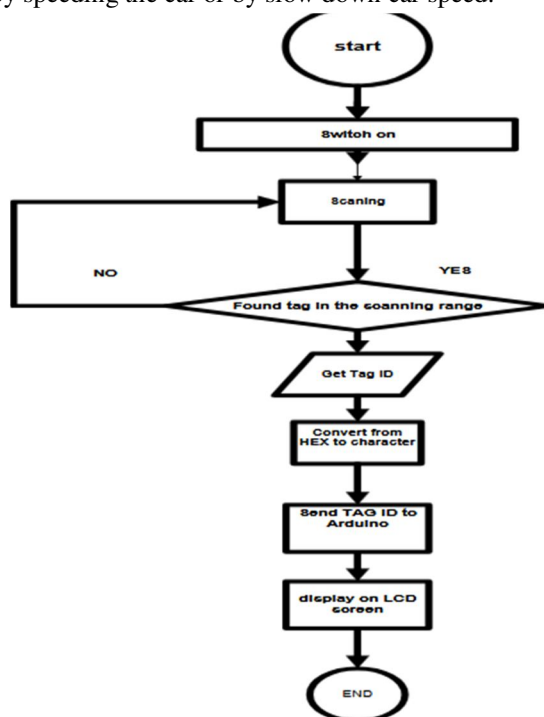 by speeding the car or by slow down car speed.
start
Switch on
Scaning
NO
YES
Found tag in the scanning range
Get Tag ID
Convert from
HEX to character
Send TAG ID to
Arduino
display on LCD
screen
END